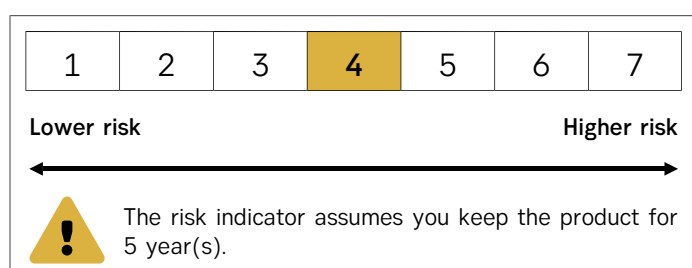 1 2 3 4 5 6 7
Lower risk Higher risk
The risk indicator assumes you keep the product for
5 year(s).